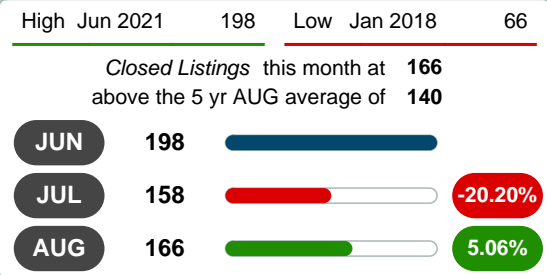 High Jun 2021 198 Low Jan 2018 66
Closed Listings this month at 166
above the 5 yr AUG average of 140
JUN 198
JUL 158 -20.20%
AUG 166 5.06%